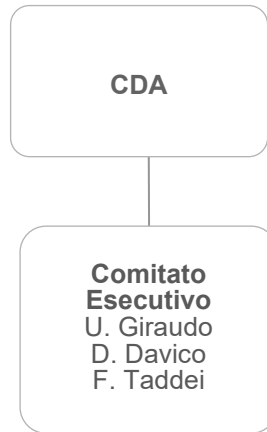 CDA
Comitato
Esecutivo
U. Giraudo
D. Davico
F. Taddei